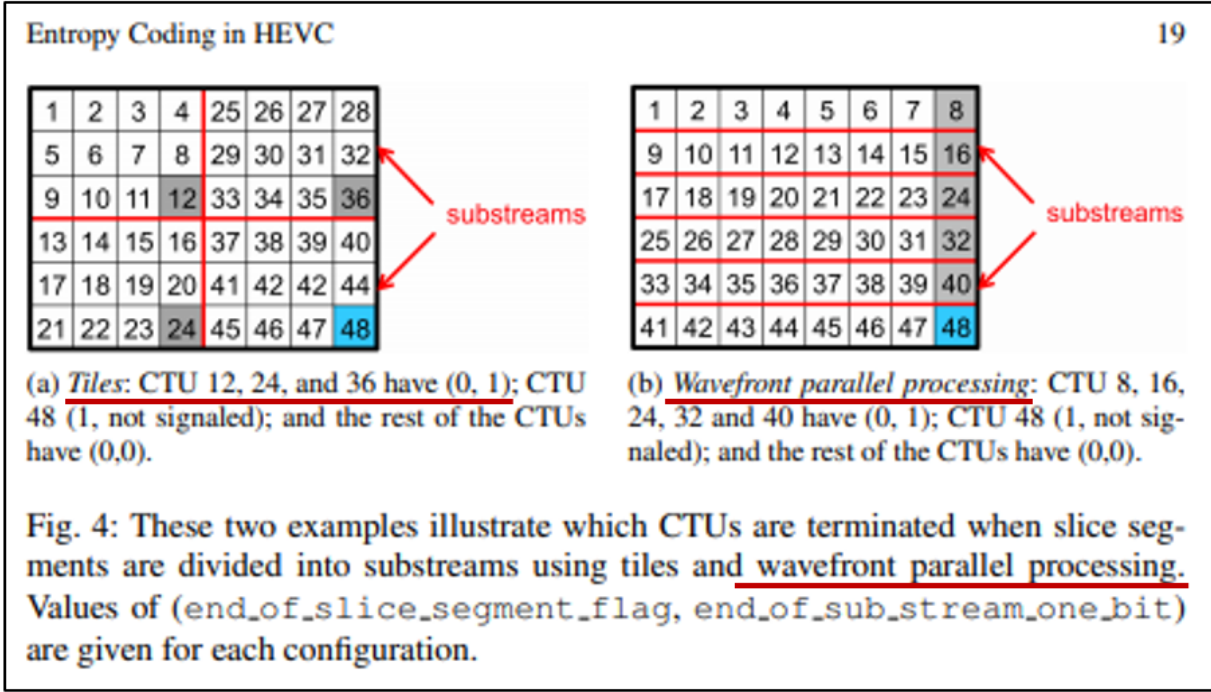 Entropy Coding in HEVC 19
1 2 3 4 25 26 27 28
5 6 7 8 29 30 31 32
9 10 11 12 33 34 35 36
13 14 15 16 37 38 39 40
17 18 19 20 41 42 42 44
21 22 23 24 45 46 47 48
substreams
(a) Tiles: CTU 12, 24, and 36 have (0, 1); CTU
48 (1, not signaled); and the rest of the CTUs
have (0,0).
1 2 3 4 5 6 7 8
9 10 11 12 13 14 15 16
17 18 19 20 21 22 23 24
25 26 27 28 29 30 31 32
33 34 35 36 37 38 39 40
41 42 43 44 45 46 47 48
substreams
(b) Wavefront parallel processing: CTU 8, 16,
24, 32 and 40 have (0, 1); CTU 48 (1, not sig-
naled); and the rest of the CTUs have (0,0).
Fig. 4: These two examples illustrate which CTUs are terminated when slice seg-
ments are divided into substreams using tiles and wavefront parallel processing.
Values of (end_of_slice_segment_flag, end_of_sub_stream_one_bit)
are given for each configuration.